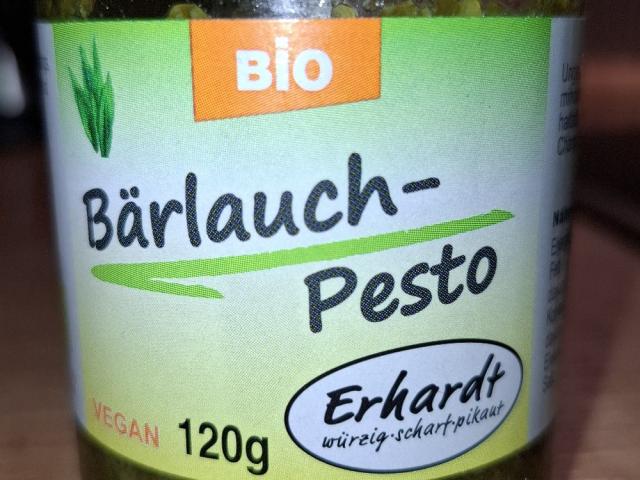 BIO
Bärlauch-
Pesto
VEGAN 120g
Erhardt
würzig·scharf·pikant